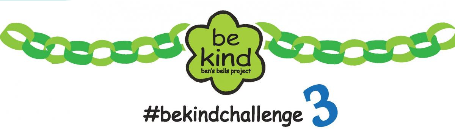 be
kind
ben's bells project
#bekindchallenge 3